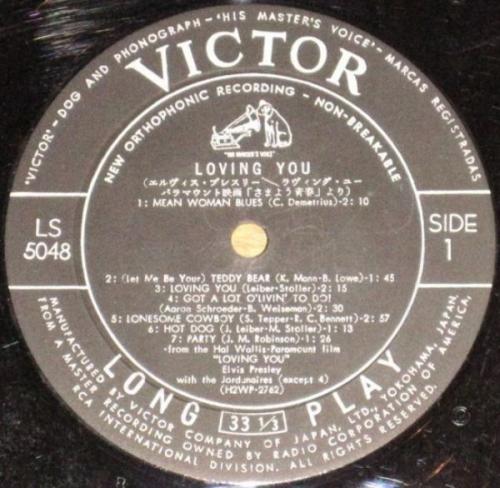 'VICTOR' – DOG AND PHONOGRAPH – 'HIS MASTER'S VOICE' – MARCAS REGISTRADAS
VICTOR
NEW ORTHOPHONIC RECORDING – NON-BREAKABLE
"HIS MASTER'S VOICE"
LOVING YOU
(エルヴィス・プレスリー ラヴィング・ユー
パラマウント映画「さまよう青春」より)
1: MEAN WOMAN BLUES (C. Demetrius)-2: 10
LS
5048
SIDE
1
2: (Let Me Be Your) TEDDY BEAR (K. Mann-B. Lowe)-1: 45
3: LOVING YOU (Leiber-Stoller)-2: 15
4: GOT A LOT O'LIVIN' TO DO!
(Aaron Schroeder-B. Weisman)-2: 30
5: LONESOME COWBOY (S. Tepper-R. C. Bennett)-2: 57
6: HOT DOG (J. Leiber-M. Stoller)-1: 13
7: PARTY (J. M. Robinson)-1: 26
-from the Hal Wallis-Paramount film
"LOVING YOU"
Elvis Presley
with the Jordanaires (except 4)
(H2WP-2762)
LONG 33 1/3 PLAY
MANUFACTURED BY VICTOR COMPANY OF JAPAN, LTD., YOKOHAMA, JAPAN,
FROM A MASTER RECORDING OWNED BY RADIO CORPORATION OF AMERICA,
RCA INTERNATIONAL DIVISION. ALL RIGHTS RESERVED.